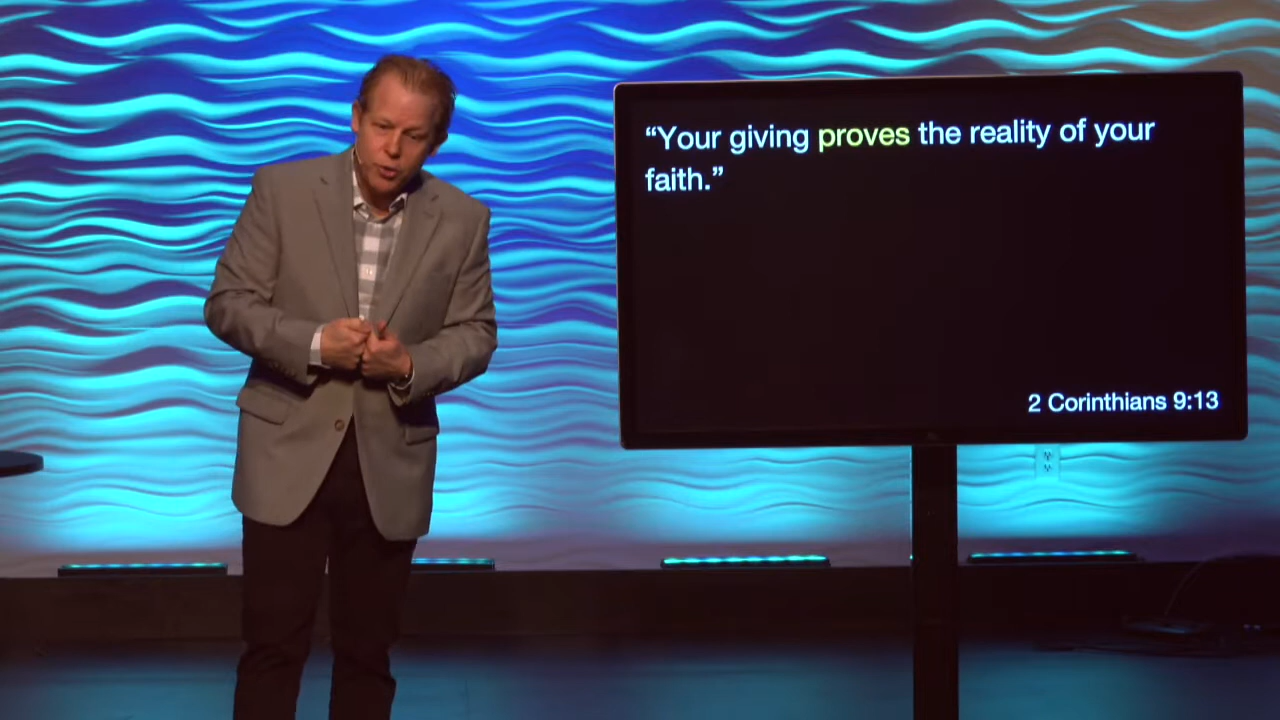 “Your giving proves the reality of your
faith.”
2 Corinthians 9:13